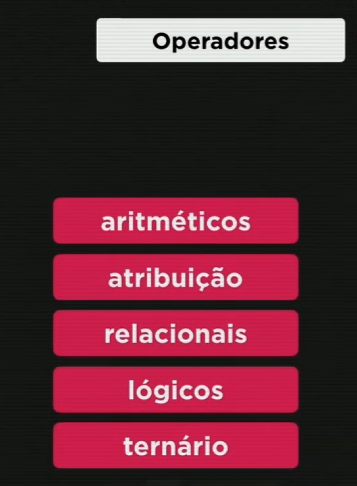 Operadores
aritméticos
atribuição
relacionais
lógicos
ternário